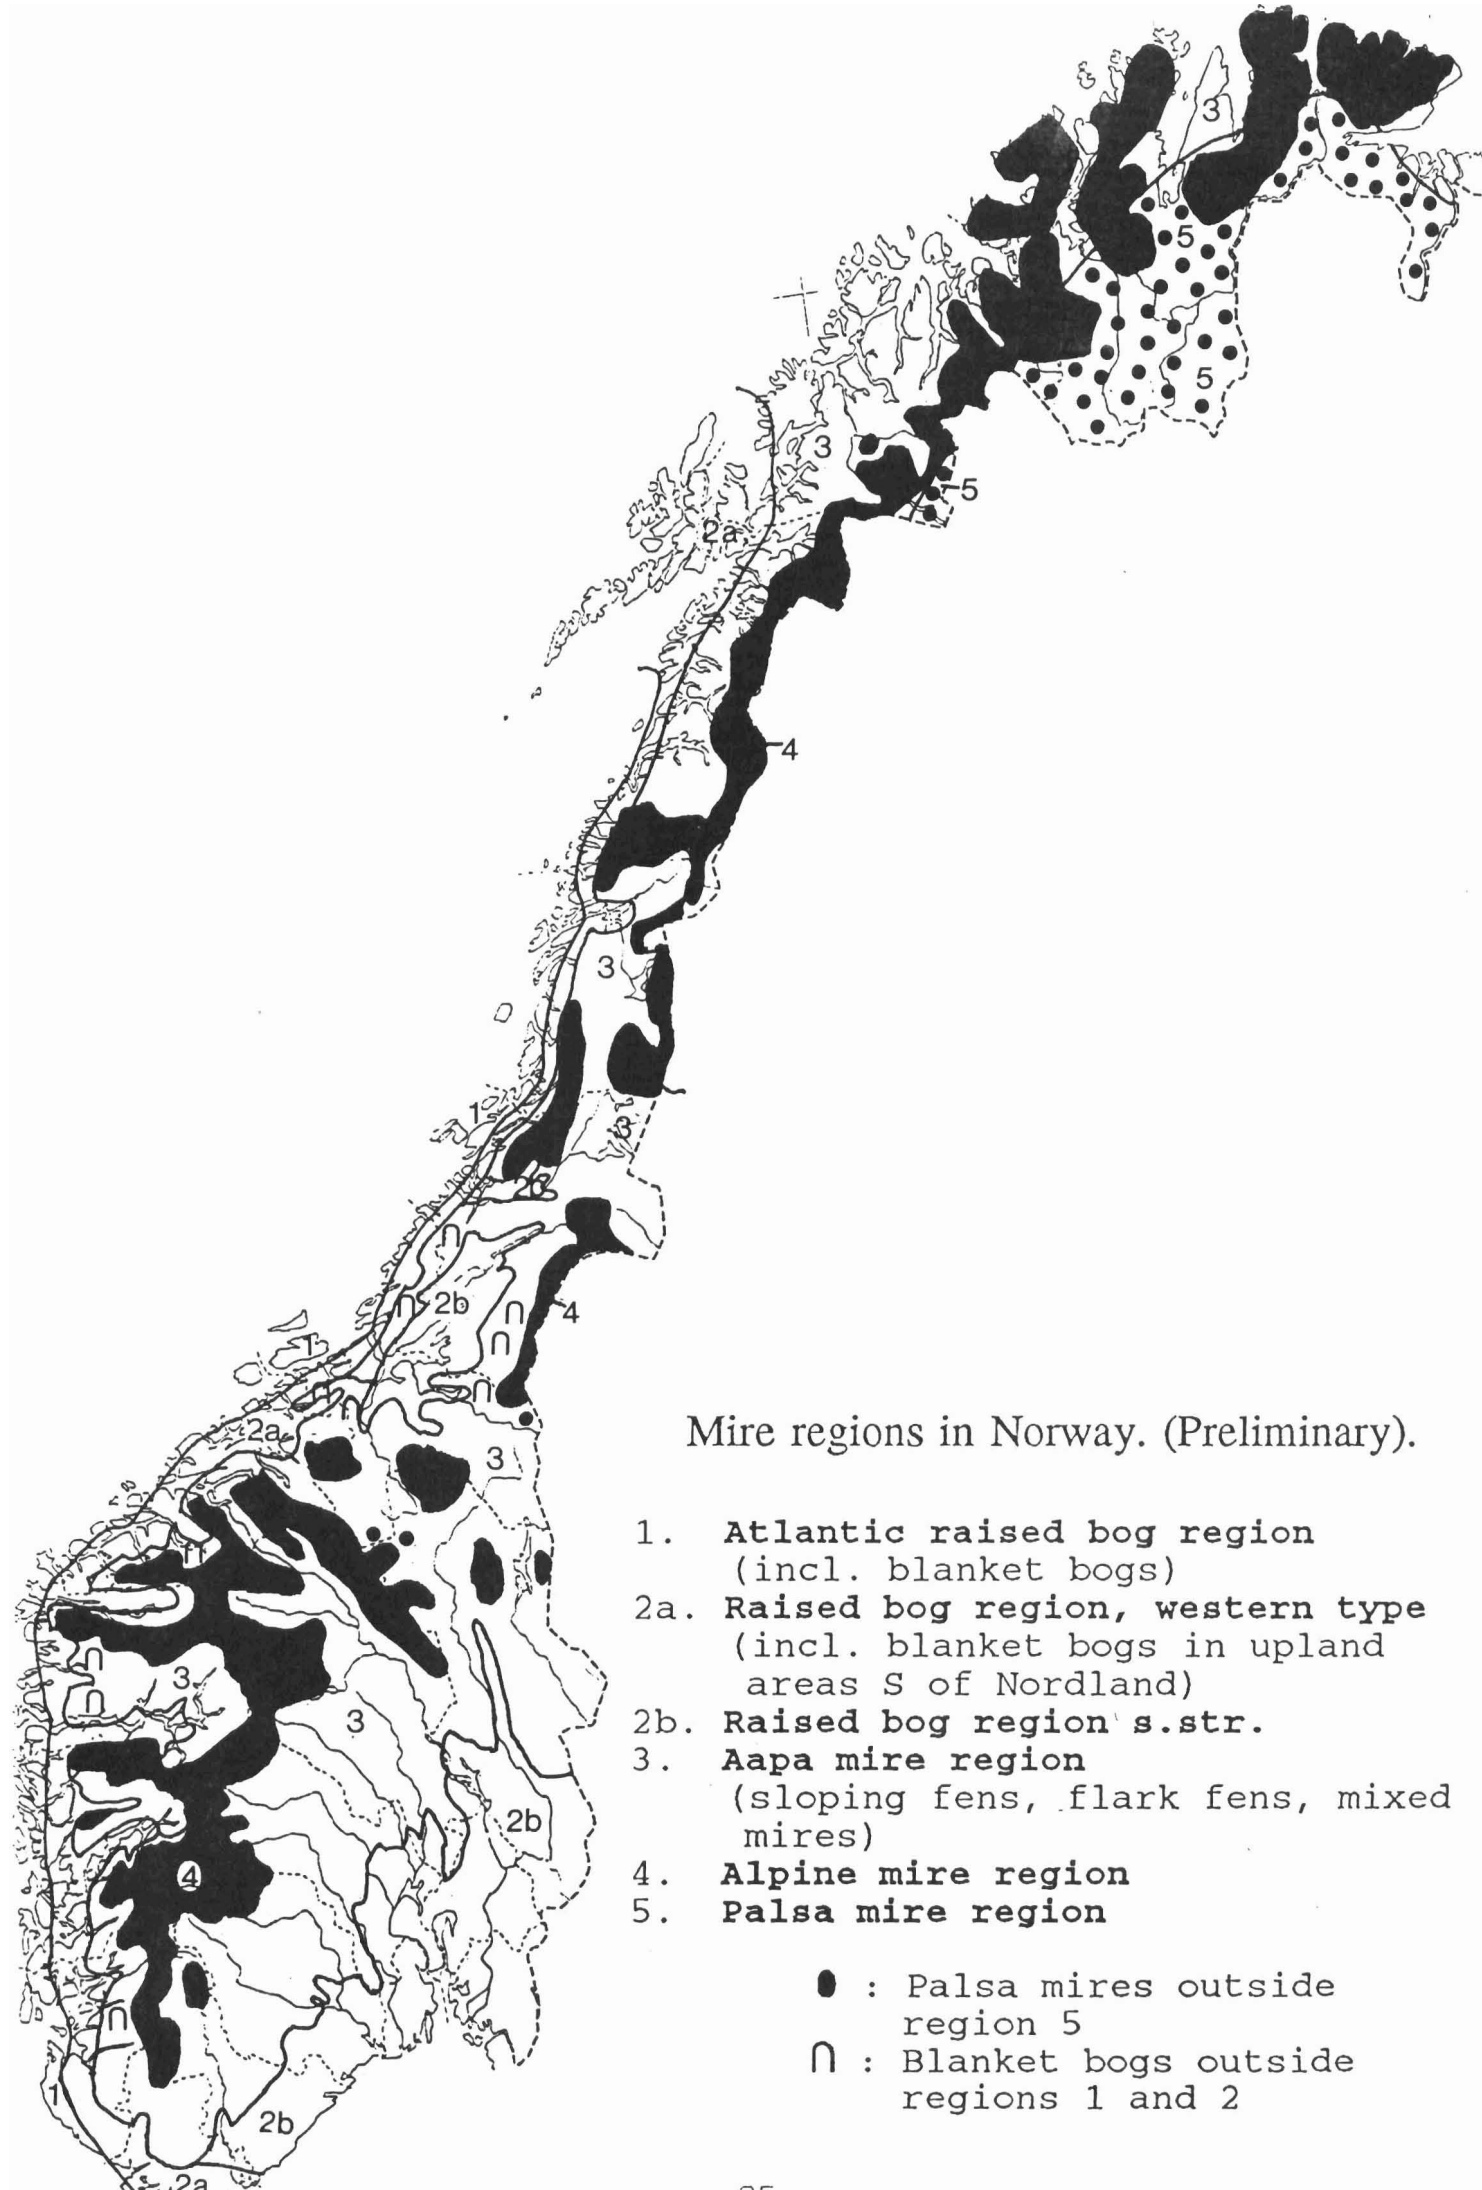 3
5
5
3
5
2a
4
3
1
3
2b
2b
4
1
2a
3
3
3
2b
4
1
2b
2a
Mire regions in Norway. (Preliminary).
1. Atlantic raised bog region
(incl. blanket bogs)
2a. Raised bog region, western type
(incl. blanket bogs in upland
areas S of Nordland)
2b. Raised bog region s.str.
3. Aapa mire region
(sloping fens, flark fens, mixed
mires)
4. Alpine mire region
5. Palsa mire region
: Palsa mires outside
region 5
∩ : Blanket bogs outside
regions 1 and 2